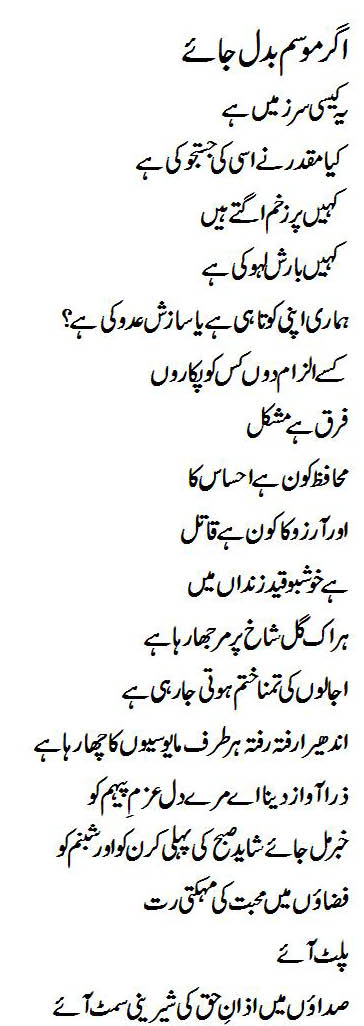 اگر موسم بدل جائے
یہ کیسی سرزمیں ہے
کیا مقدر نے اسی کی جستجو کی ہے
کہیں پر زخم اگتے ہیں
کہیں بارش لہو کی ہے
ہماری اپنی کوتاہی ہے یا سازش عدو کی ہے؟
کسے الزام دوں کس کو پکاروں
فرق ہے مشکل
محافظ کون ہے احساس کا
اور آرزو کا کون ہے قاتل
ہے خوشبو قید زنداں میں
ہر اک گل شاخ پر مرجھا رہا ہے
اجالوں کی تمنا ختم ہوتی جا رہی ہے
اندھیرا رفتہ رفتہ ہر طرف مایوسیوں کا چھا رہا ہے
ذرا آواز دینا اے مرے دل عزمِ پیہم کو
خبر مل جائے شاید صبح کی پہلی کرن کو اور شبنم کو
فضاؤں میں محبت کی مہکتی رت
پلٹ آئے
صداؤں میں اذانِ حق کی شیرینی سمٹ آئے